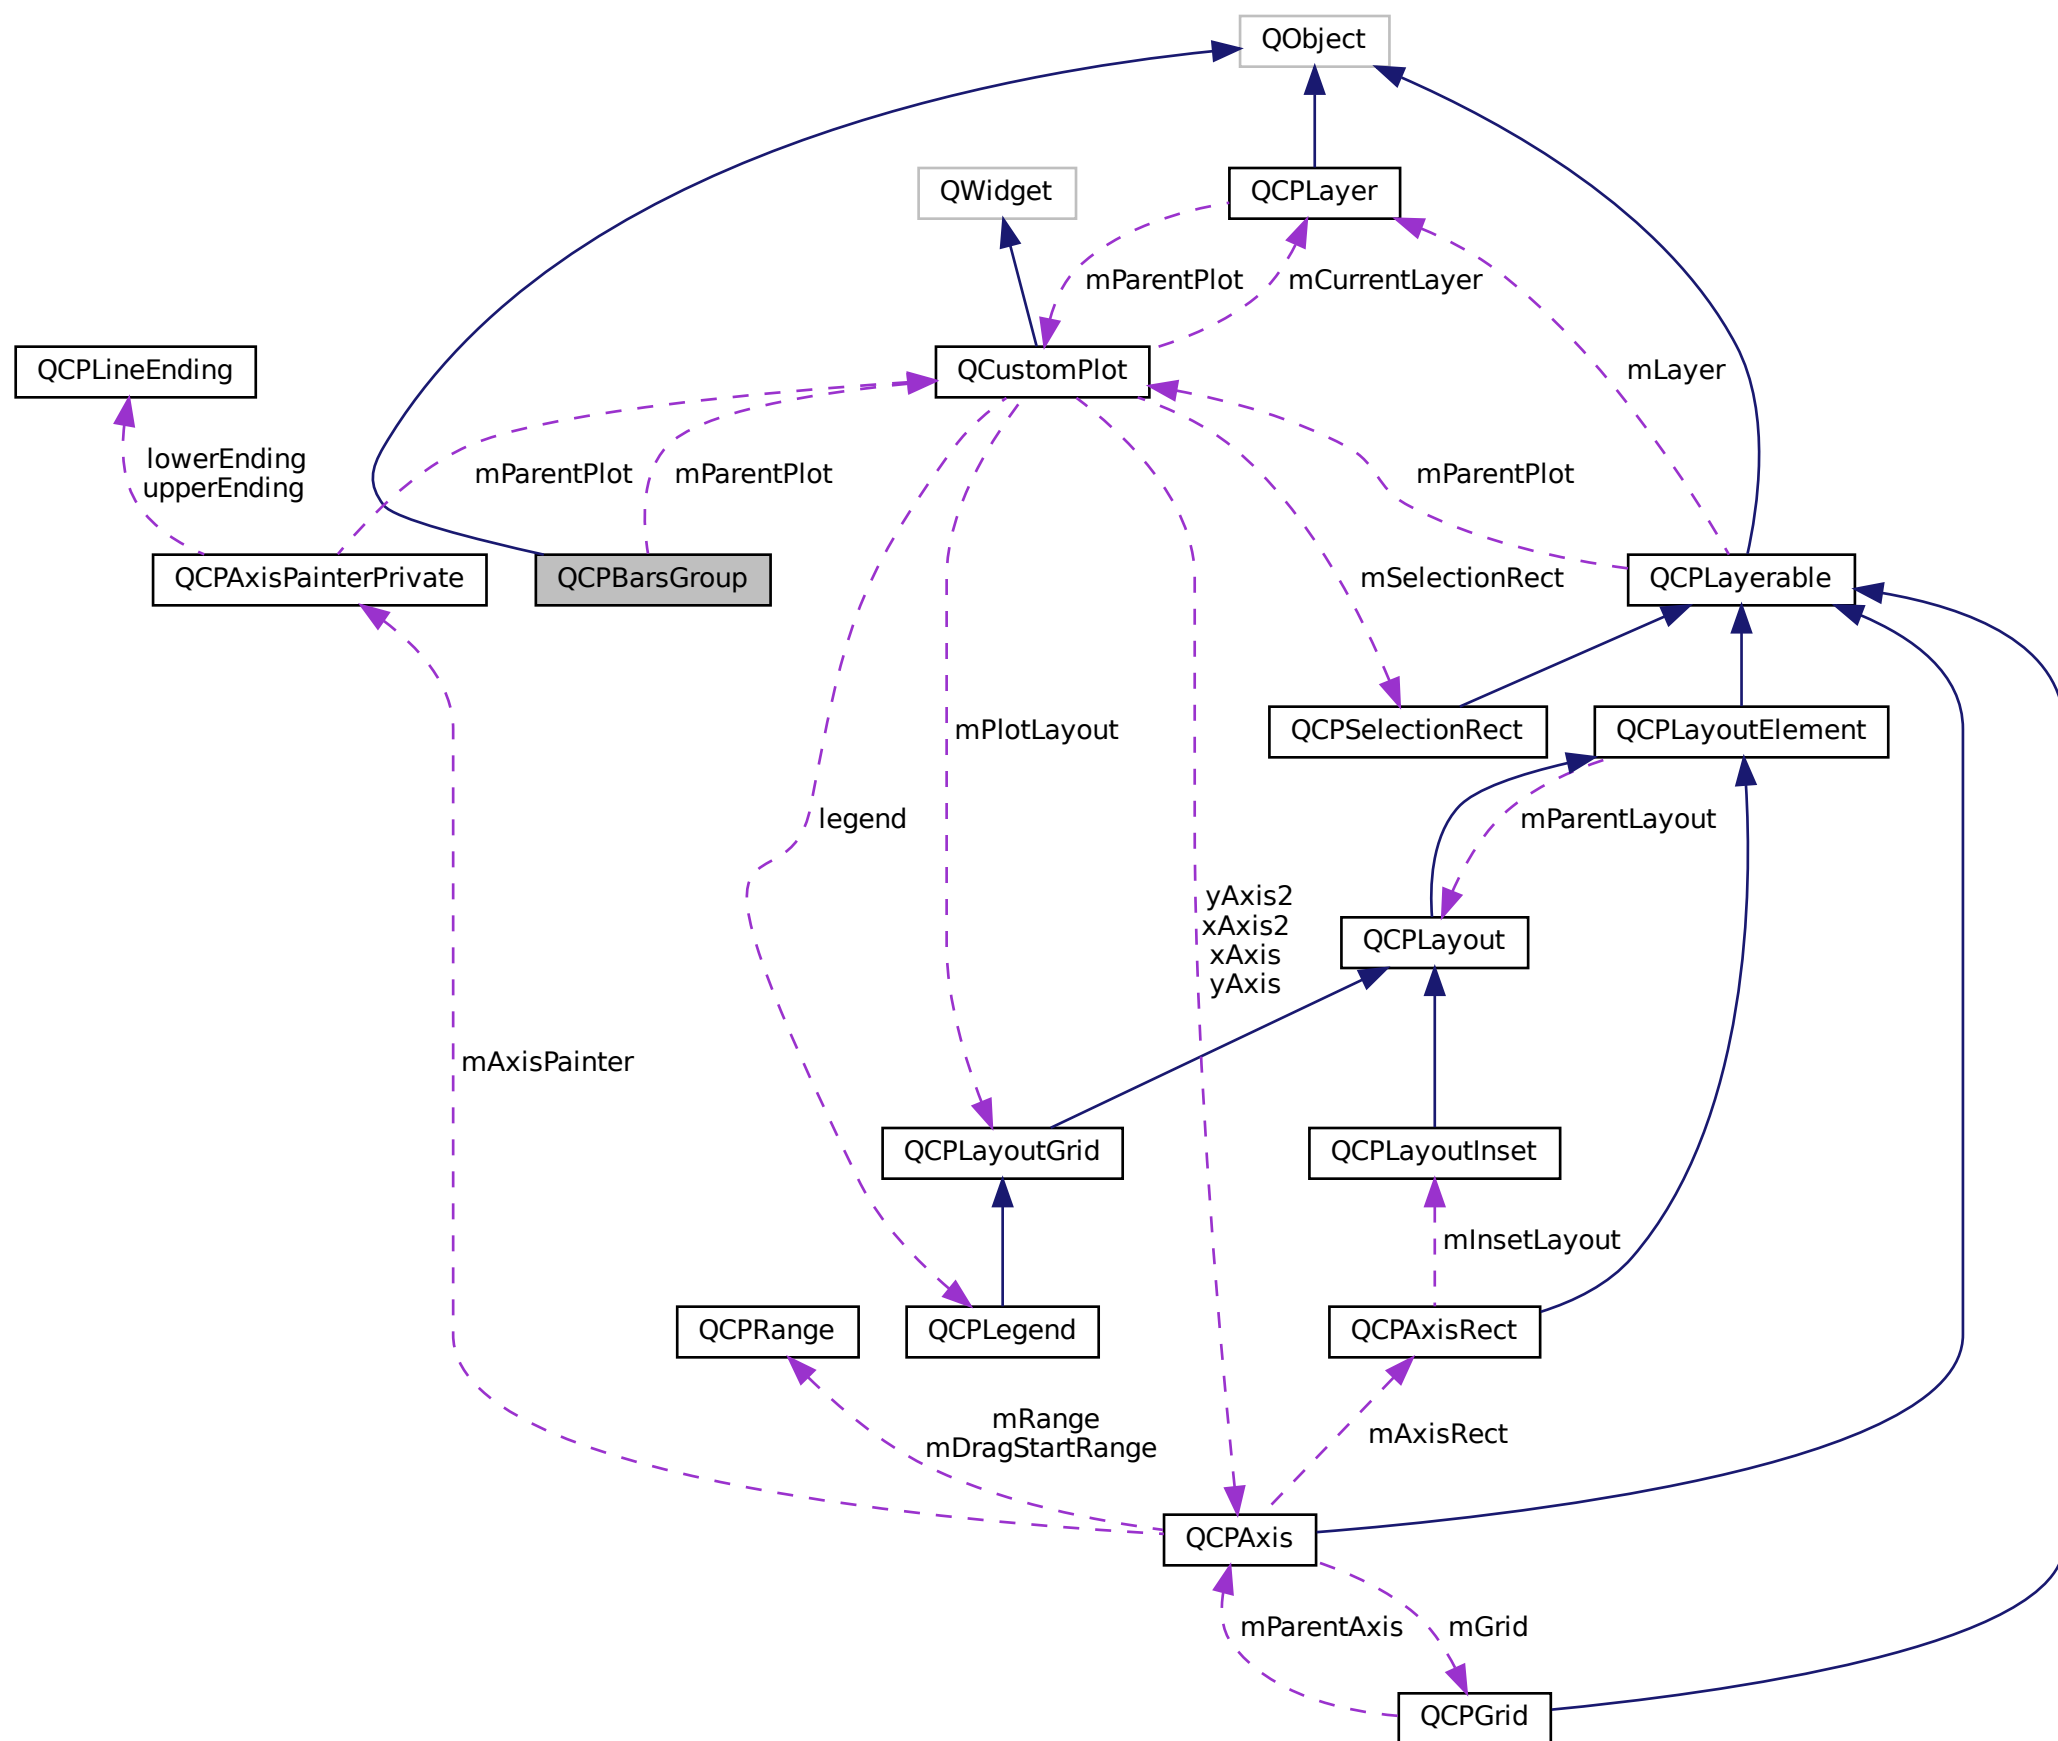 QObject
QWidget
QCPLayer
mParentPlot
mCurrentLayer
QCPLineEnding
QCustomPlot
mLayer
lowerEnding
upperEnding
mParentPlot
mParentPlot
mParentPlot
QCPAxisPainterPrivate
QCPBarsGroup
mSelectionRect
QCPLayerable
mPlotLayout
QCPSelectionRect
QCPLayoutElement
legend
mParentLayout
yAxis2
xAxis2
xAxis
yAxis
QCPLayout
mAxisPainter
QCPLayoutGrid
QCPLayoutInset
mInsetLayout
QCPRange
QCPLegend
QCPAxisRect
mRange
mDragStartRange
mAxisRect
QCPAxis
mParentAxis
mGrid
QCPGrid